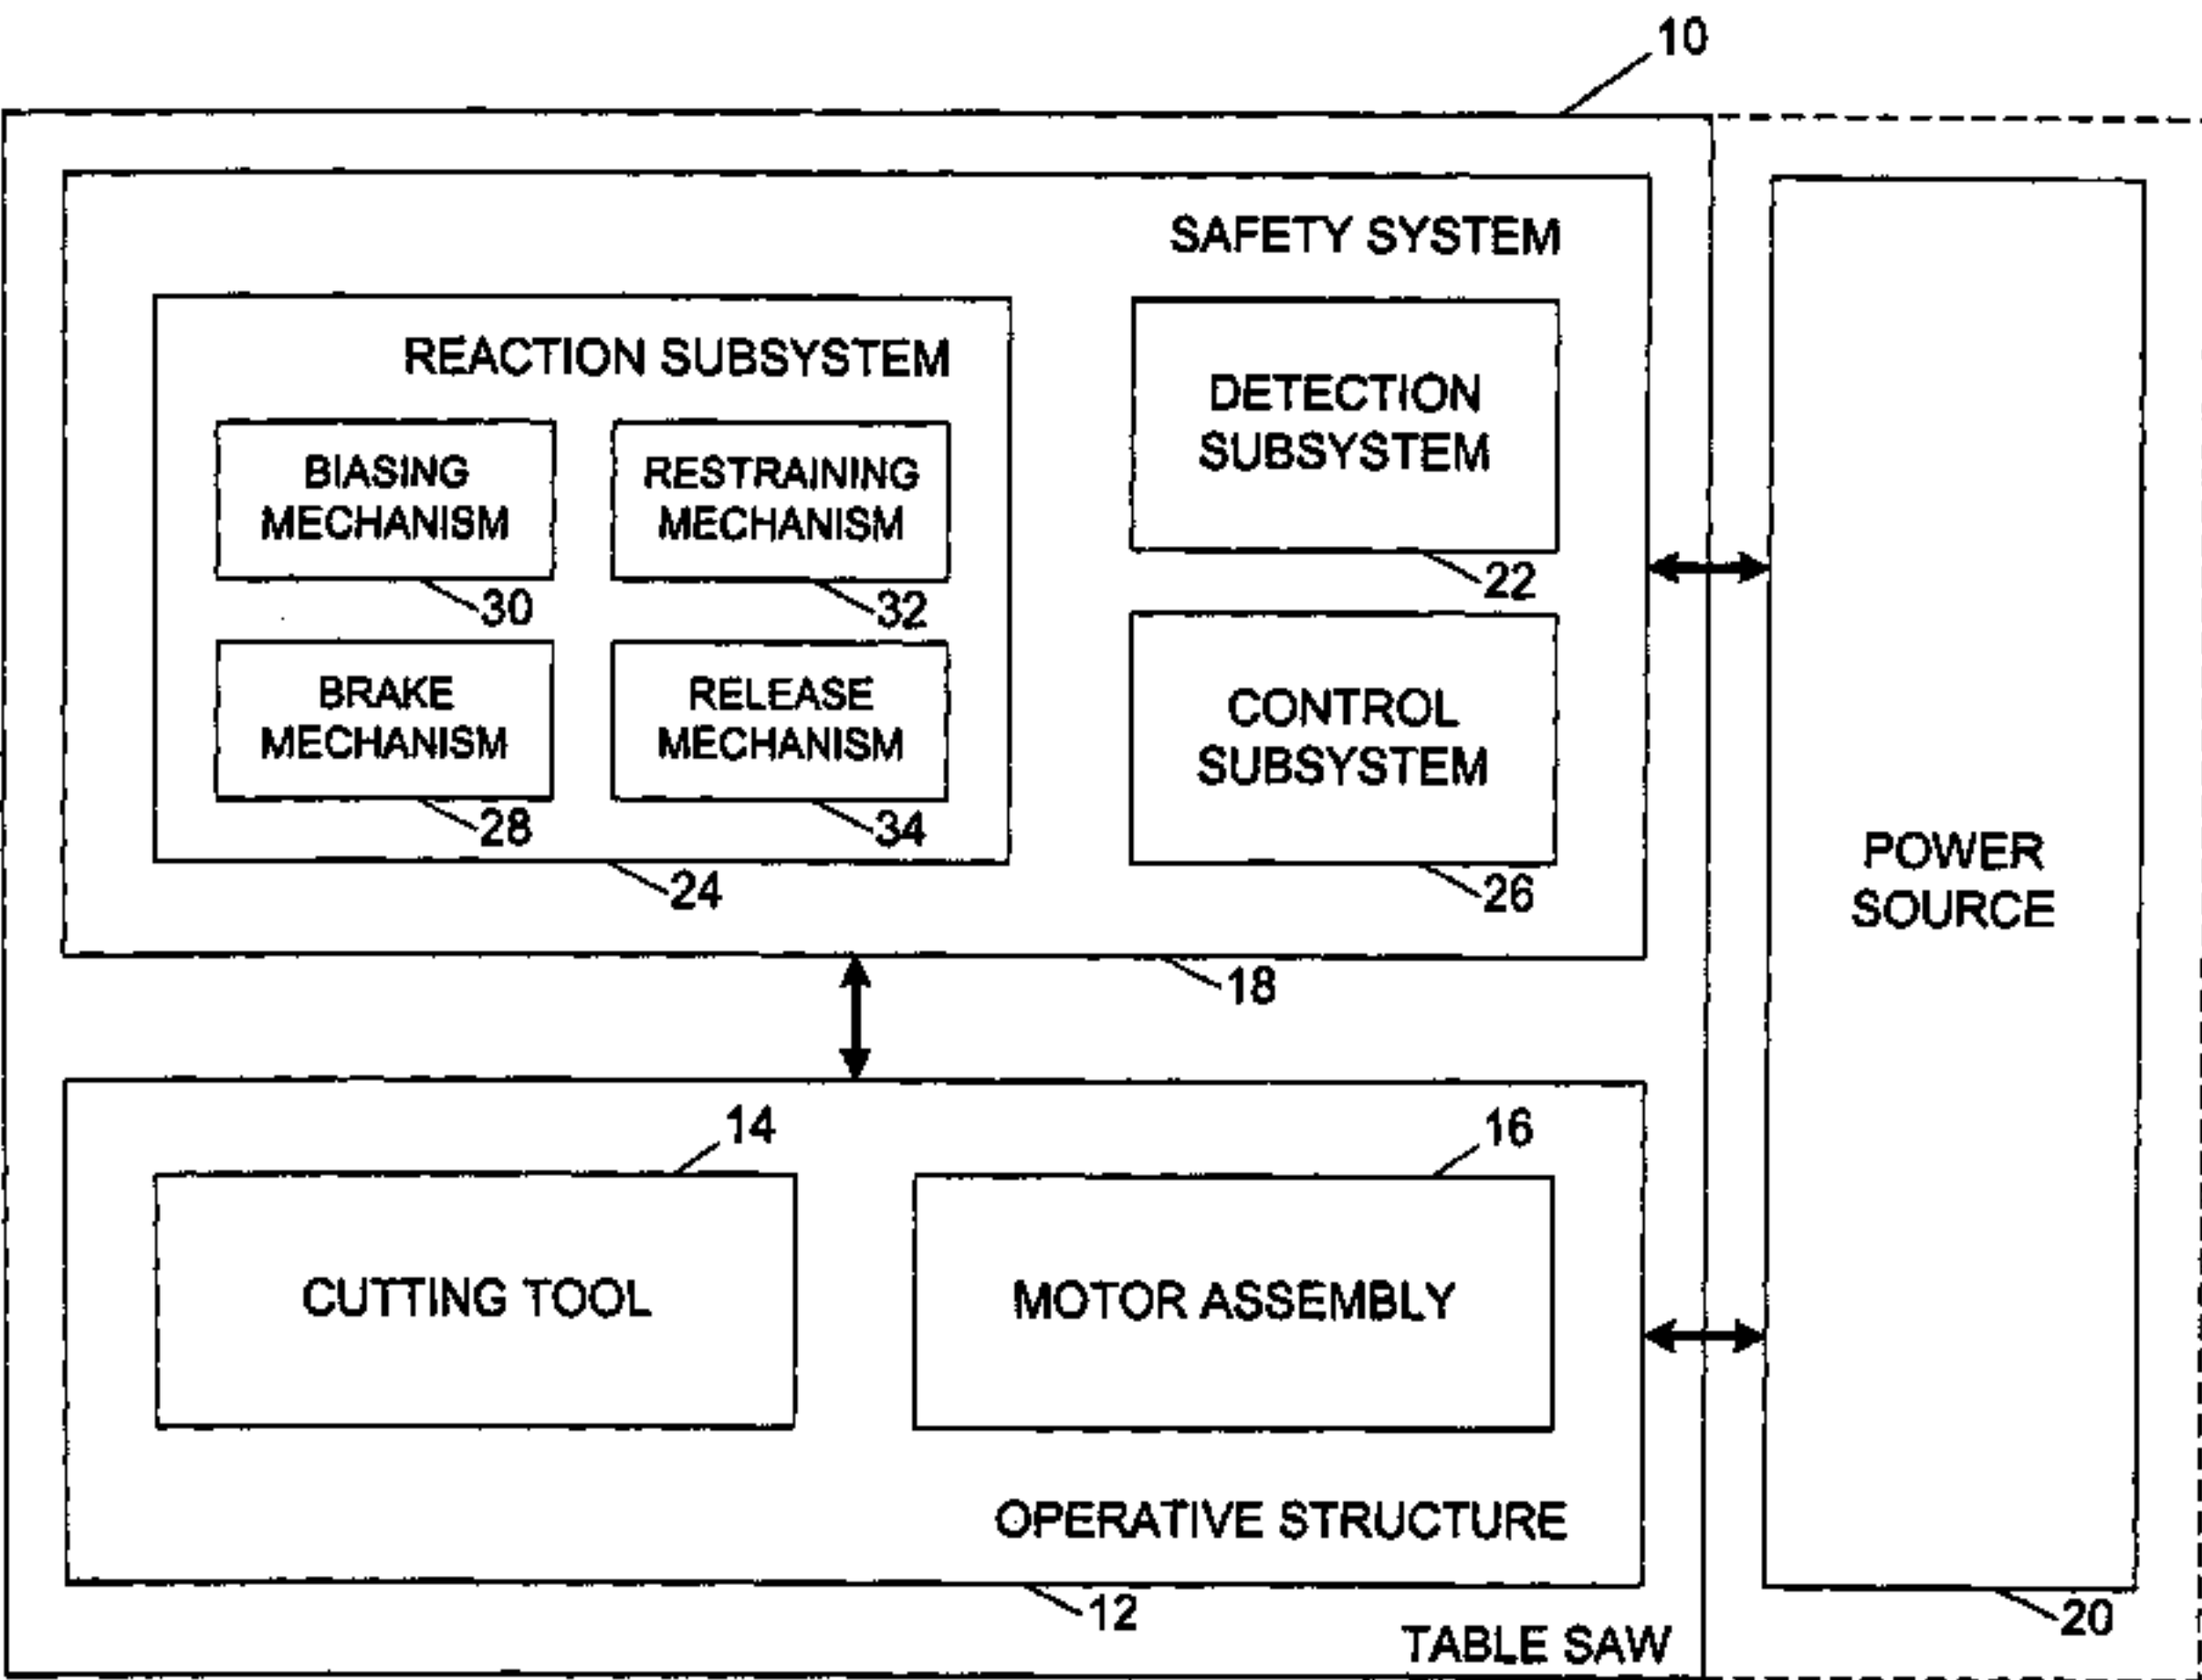 10
SAFETY SYSTEM
REACTION SUBSYSTEM
BIASING
MECHANISM
30
RESTRAINING
MECHANISM
32
BRAKE
MECHANISM
28
RELEASE
MECHANISM
34
24
DETECTION
SUBSYSTEM
22
CONTROL
SUBSYSTEM
26
18
POWER
SOURCE
20
14
CUTTING TOOL
16
MOTOR ASSEMBLY
OPERATIVE STRUCTURE
12
TABLE SAW